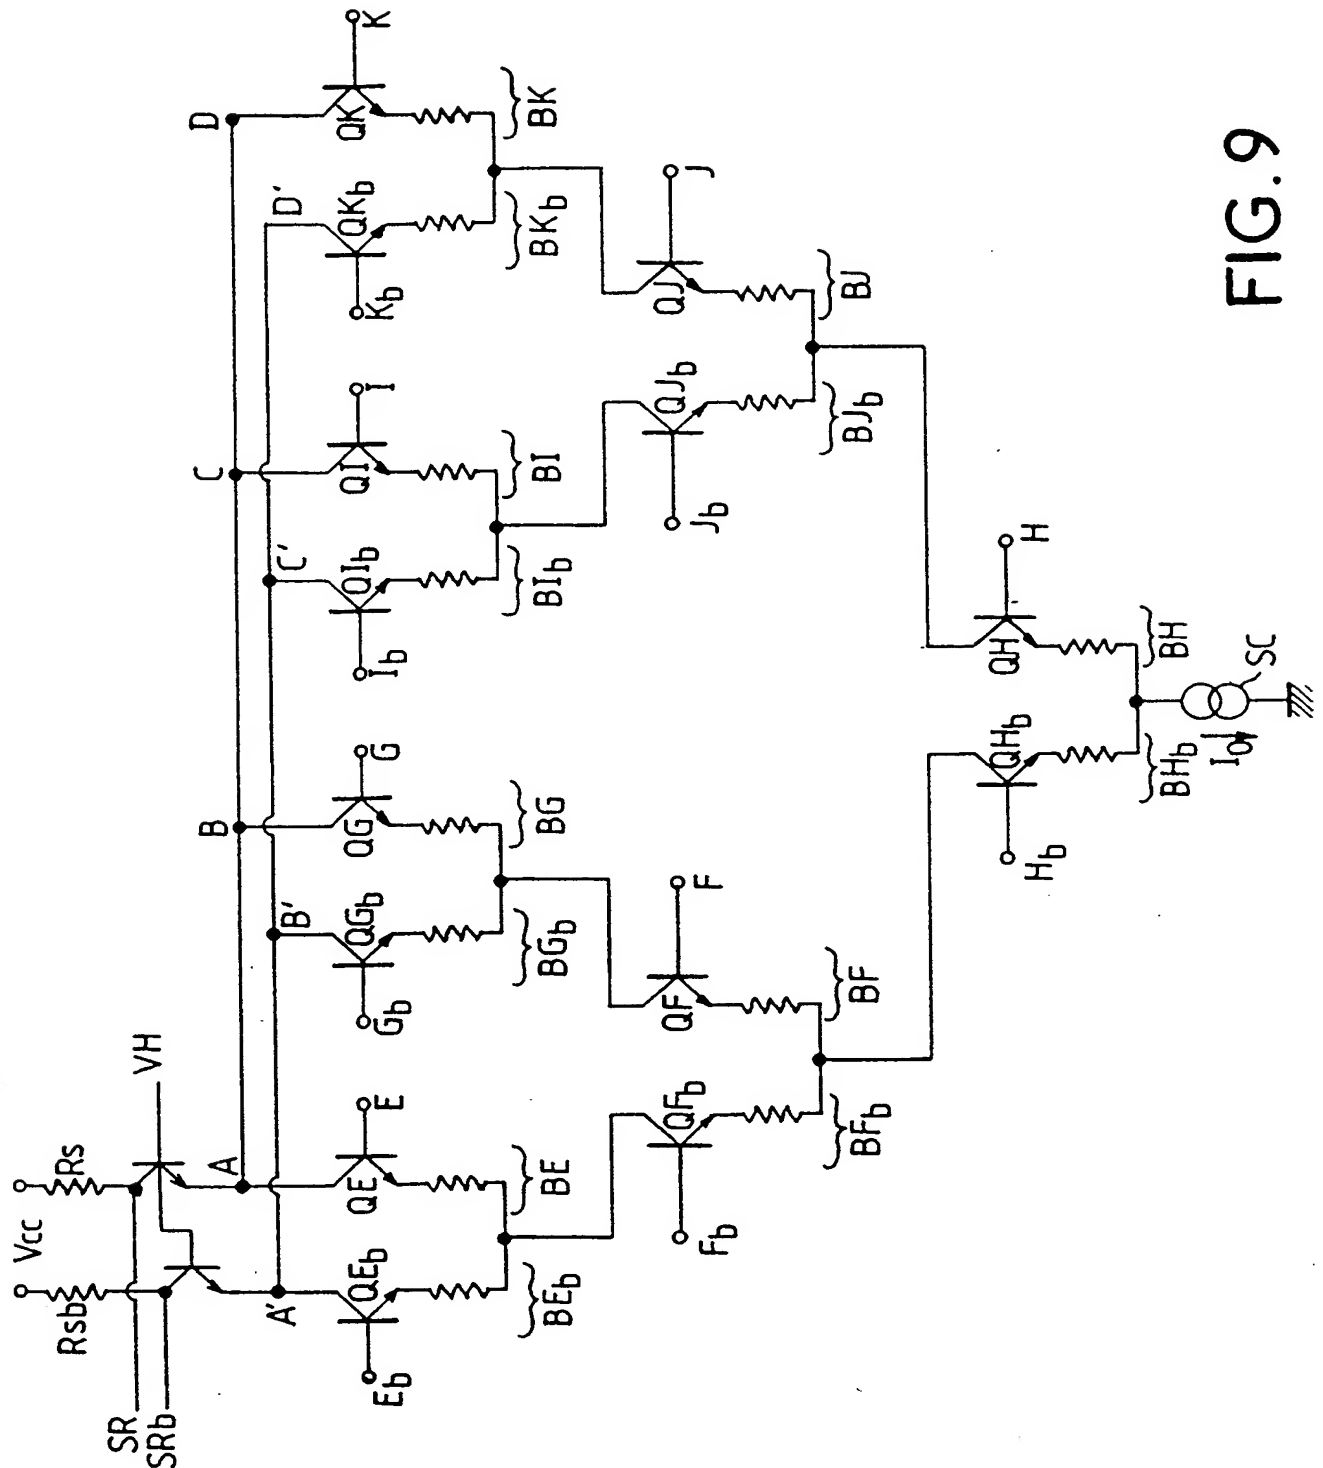 Vcc
Rsb Rs
SR VH
SRb
A B C D
A' B' C' D'
QEb QE QGb QG QIb QI QKb QK
Eb E Gb G Ib I Kb K
BEb BE BGb BG BIb BI BKb BK
QFb QF QJb QJ
Fb F Jb J
BFb BF BJb BJ
QHb QH
Hb H
BHb BH
I0 SC
FIG.9